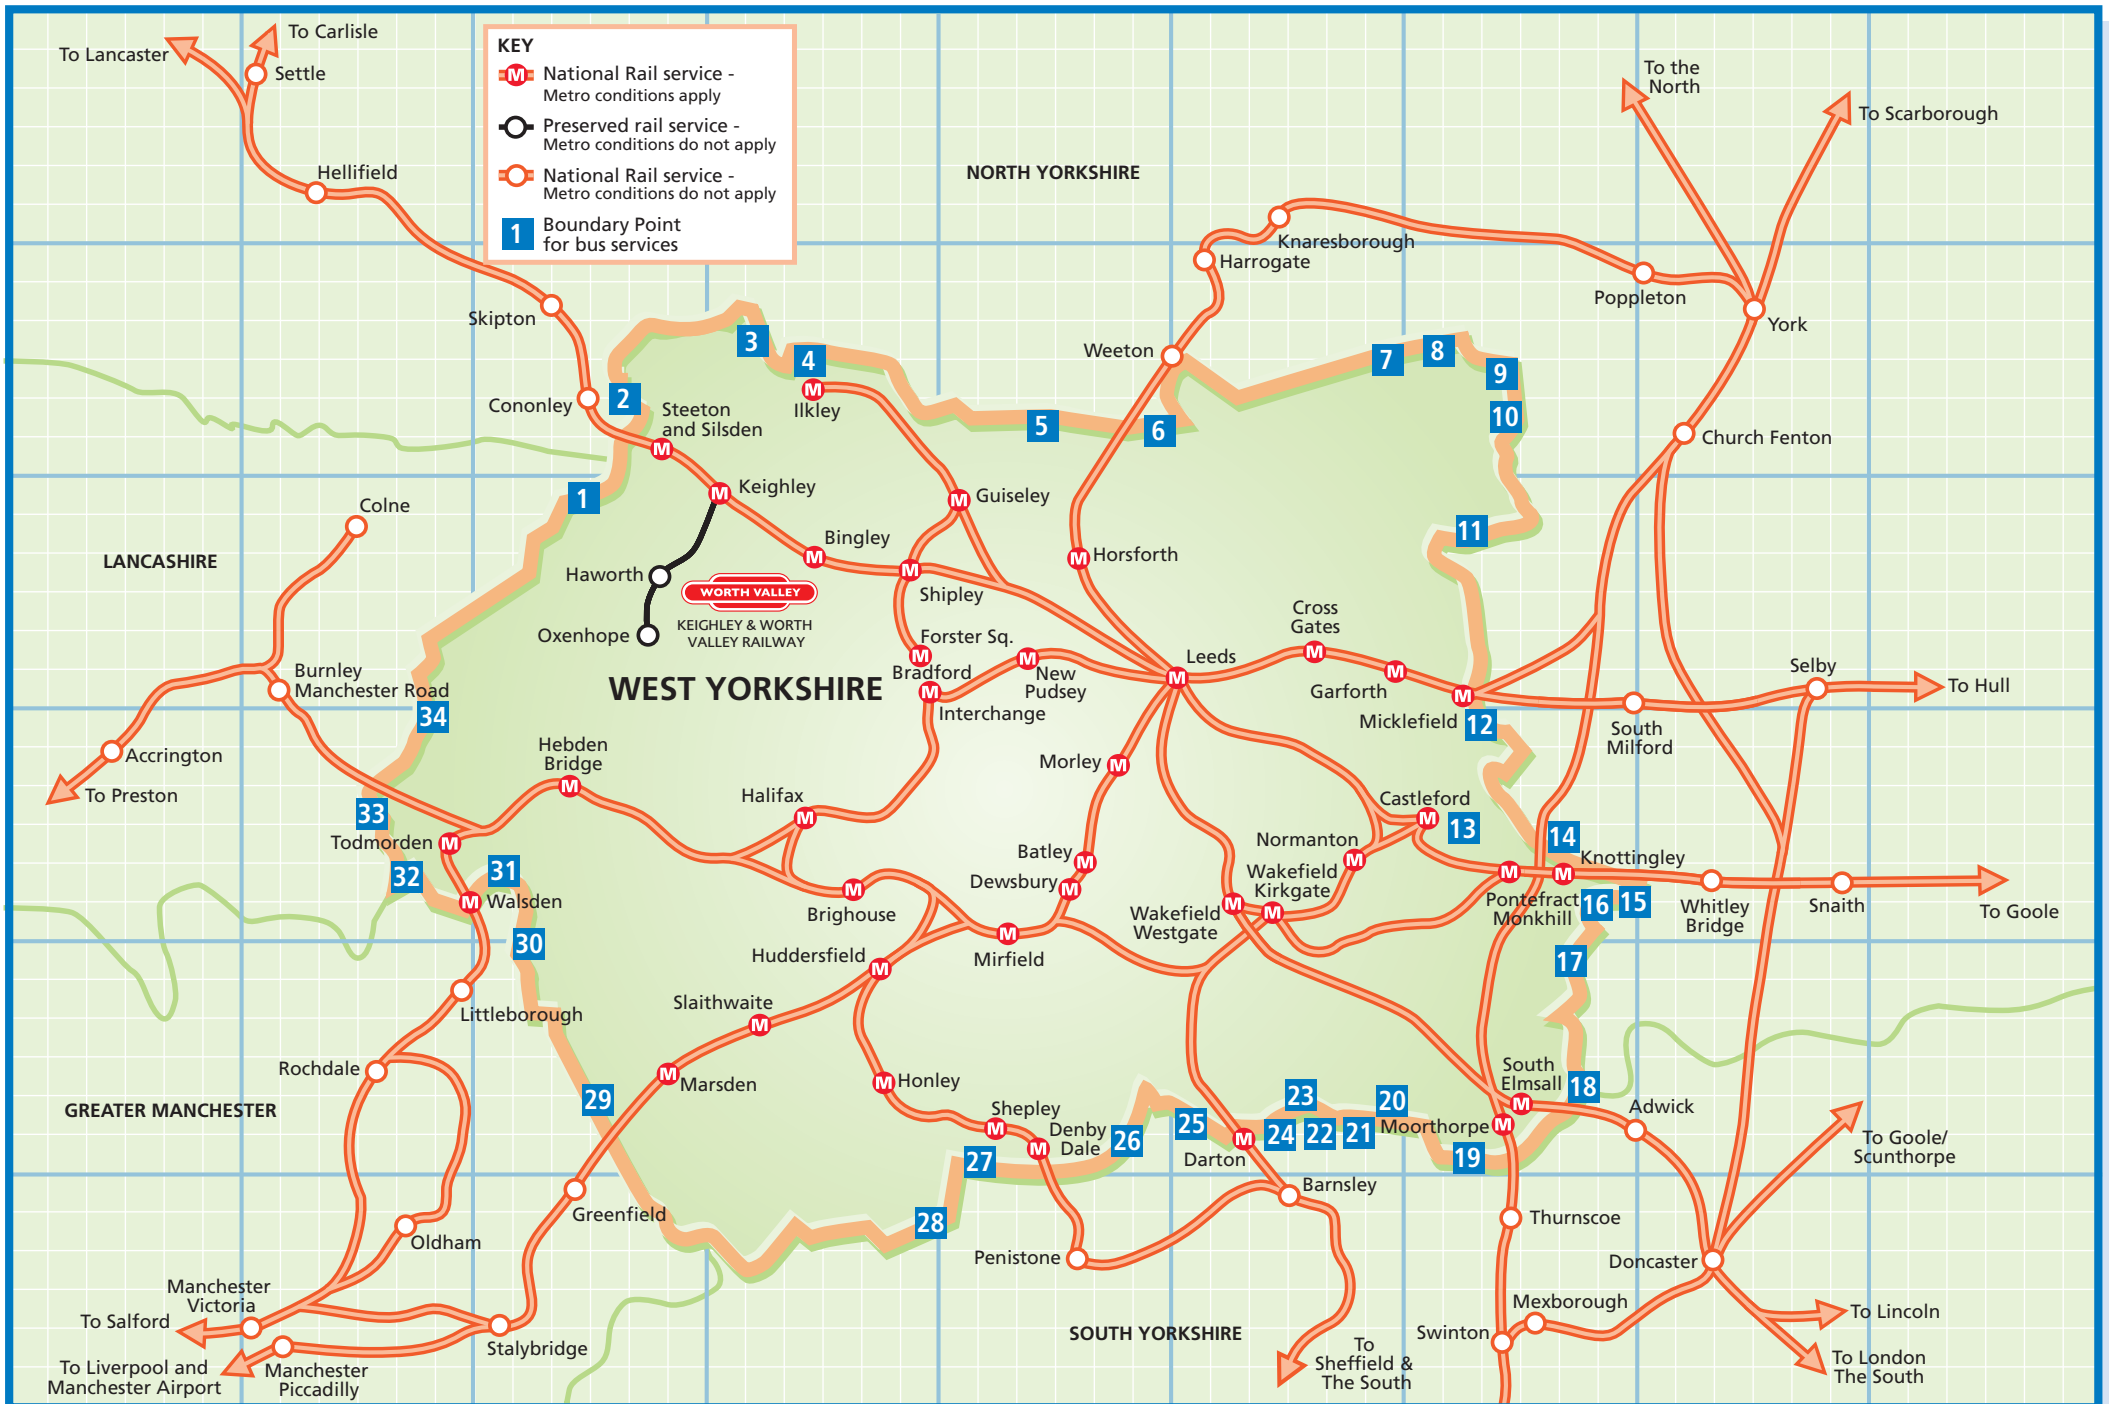 To Carlisle
To Lancaster
Settle
Hellifield
KEY
M National Rail service -
Metro conditions apply
Preserved rail service -
Metro conditions do not apply
National Rail service -
Metro conditions do not apply
1 Boundary Point
for bus services
NORTH YORKSHIRE
To the
North
To Scarborough
Knaresborough
Harrogate
Poppleton
York
Skipton
Weeton
3
4
7
8
9
Cononley
2
M
Ilkley
5
6
10
Steeton
and Silsden
M
Church Fenton
1
M
Keighley
M
Guiseley
Colne
11
LANCASHIRE
Bingley
M
M
Shipley
M
Horsforth
Haworth
WORTH VALLEY
KEIGHLEY & WORTH
VALLEY RAILWAY
Oxenhope
Forster Sq.
M
Bradford
M
Interchange
M
New
Pudsey
Leeds
M
Cross
Gates
M
M
Garforth
M
Micklefield
12
Selby
To Hull
South
Milford
WEST YORKSHIRE
Burnley
Manchester Road
34
Accrington
To Preston
Hebden
Bridge
M
Morley
M
Halifax
M
Castleford
M
13
33
Todmorden
M
14
Knottingley
M
Normanton
M
Batley
M
Dewsbury
M
Wakefield
Kirkgate
M
Wakefield
Westgate
M
M
Pontefract
Monkhill
16
15
Whitley
Bridge
Snaith
To Goole
32
31
M
Walsden
M
Brighouse
30
Huddersfield
M
M
Mirfield
17
Littleborough
Slaithwaite
M
Rochdale
M
Marsden
M
Honley
GREATER MANCHESTER
29
Shepley
M
Denby
Dale
M
26
25
23
20
24
22
21
M
Darton
South
Elmsall
M
18
Moorthorpe
M
19
Adwick
To Goole/
Scunthorpe
27
28
Greenfield
Oldham
Barnsley
Penistone
Thurnscoe
Doncaster
Manchester
Victoria
To Salford
Stalybridge
To Liverpool and
Manchester Airport
Manchester
Piccadilly
SOUTH YORKSHIRE
To
Sheffield &
The South
Swinton
Mexborough
To Lincoln
To London
The South